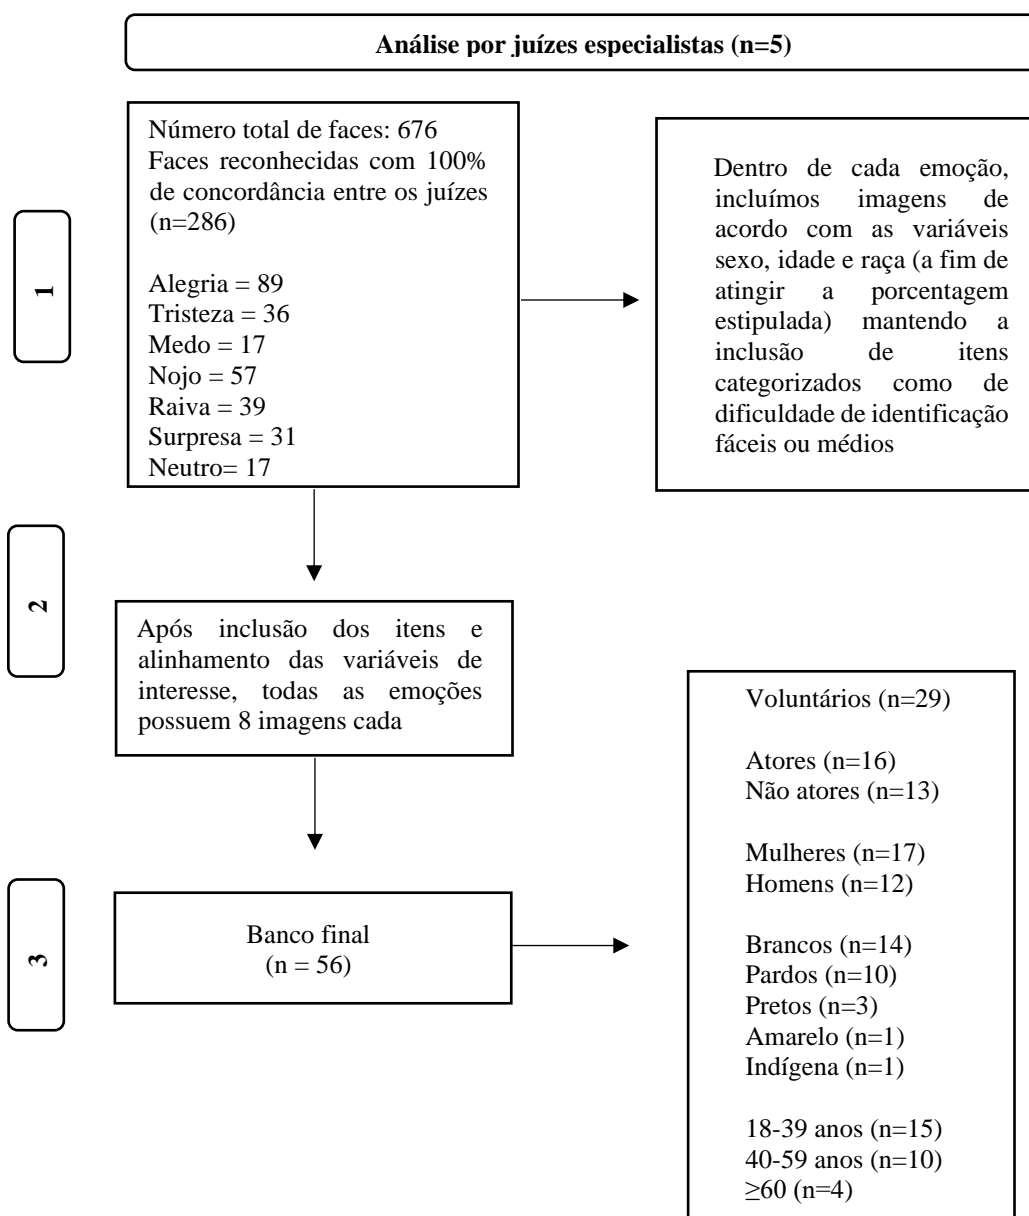 Análise por juízes especialistas (n=5)
1
Número total de faces: 676
Faces reconhecidas com 100%
de concordância entre os juízes
(n=286)
Alegria = 89
Tristeza = 36
Medo = 17
Nojo = 57
Raiva = 39
Surpresa = 31
Neutro= 17
Dentro de cada emoção,
incluímos imagens de
acordo com as variáveis
sexo, idade e raça (a fim de
atingir a porcentagem
estipulada) mantendo a
inclusão de itens
categorizados como de
dificuldade de identificação
fáceis ou médios
2
Após inclusão dos itens e
alinhamento das variáveis de
interesse, todas as emoções
possuem 8 imagens cada
3
Banco final
(n = 56)
Voluntários (n=29)
Atores (n=16)
Não atores (n=13)
Mulheres (n=17)
Homens (n=12)
Brancos (n=14)
Pardos (n=10)
Pretos (n=3)
Amarelo (n=1)
Indígena (n=1)
18-39 anos (n=15)
40-59 anos (n=10)
≥60 (n=4)